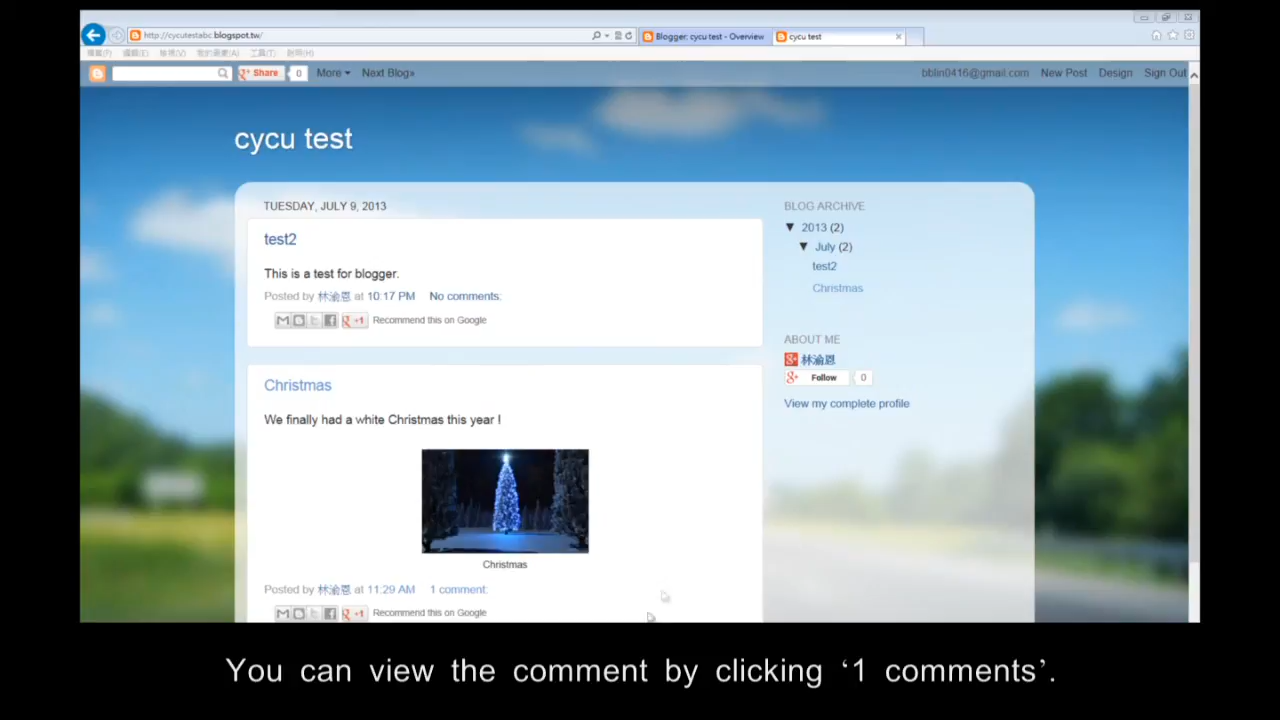 http://cycutestabc.blogspot.tw/
Blogger: cycu test - Overview
cycu test
Share 0 More Next Blog»
bblin0416@gmail.com New Post Design Sign Out
cycu test
TUESDAY, JULY 9, 2013
test2
This is a test for blogger.
Posted by 林渝恩 at 10:17 PM No comments:
+1 Recommend this on Google
Christmas
We finally had a white Christmas this year !
Christmas
Posted by 林渝恩 at 11:29 AM 1 comment:
+1 Recommend this on Google
BLOG ARCHIVE
▼ 2013 (2)
▼ July (2)
test2
Christmas
ABOUT ME
林渝恩
Follow 0
View my complete profile
You can view the comment by clicking ‘1 comments’.